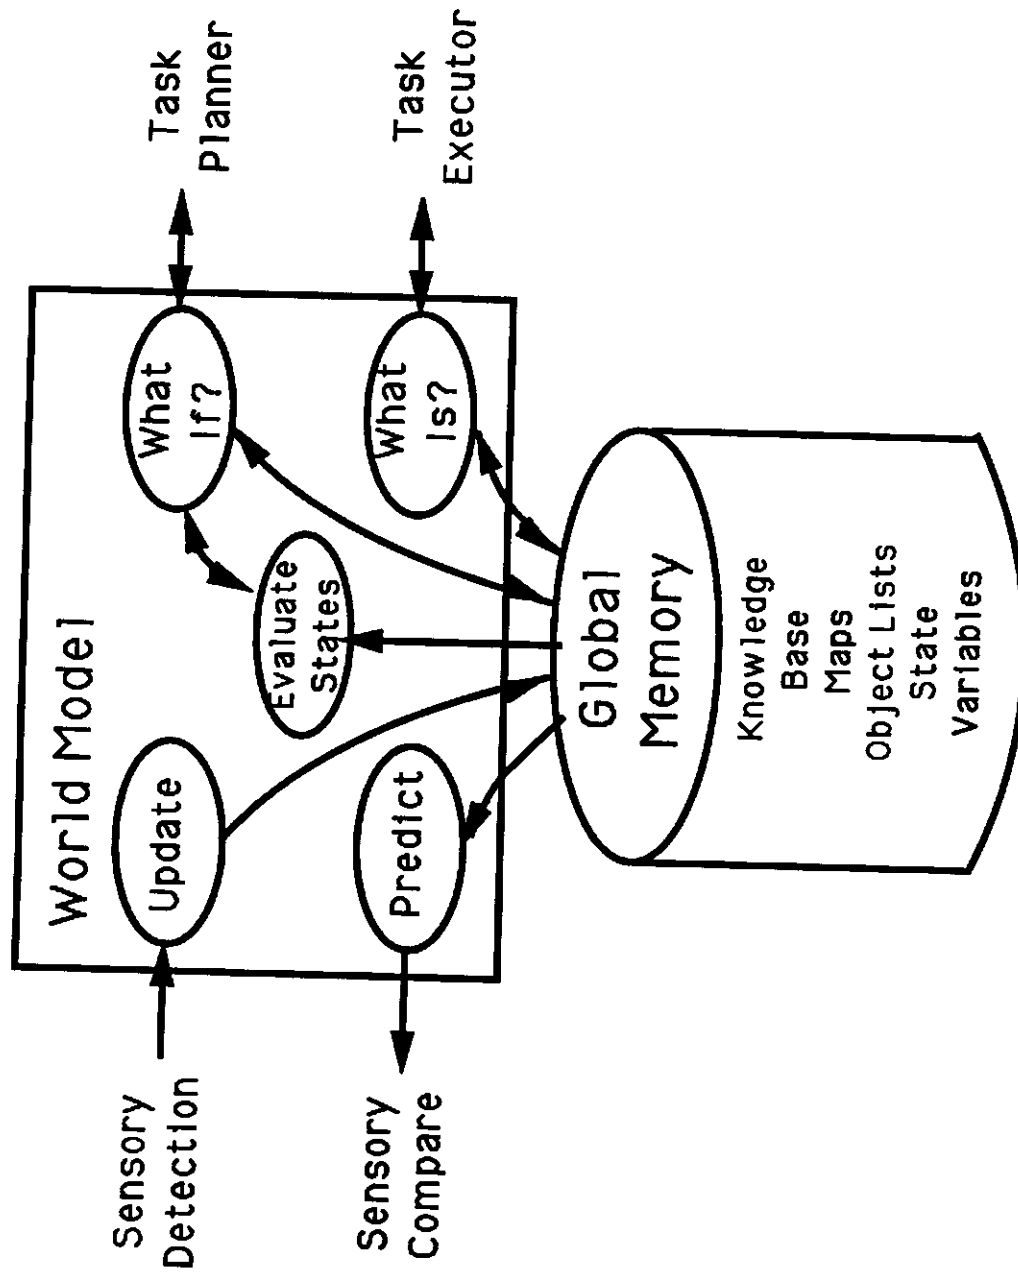 World Model
Sensory
Detection
Update
What
If?
Task
Planner
Evaluate
States
Sensory
Compare
Predict
What
Is?
Task
Executor
Global
Memory
Knowledge
Base
Maps
Object Lists
State
Variables